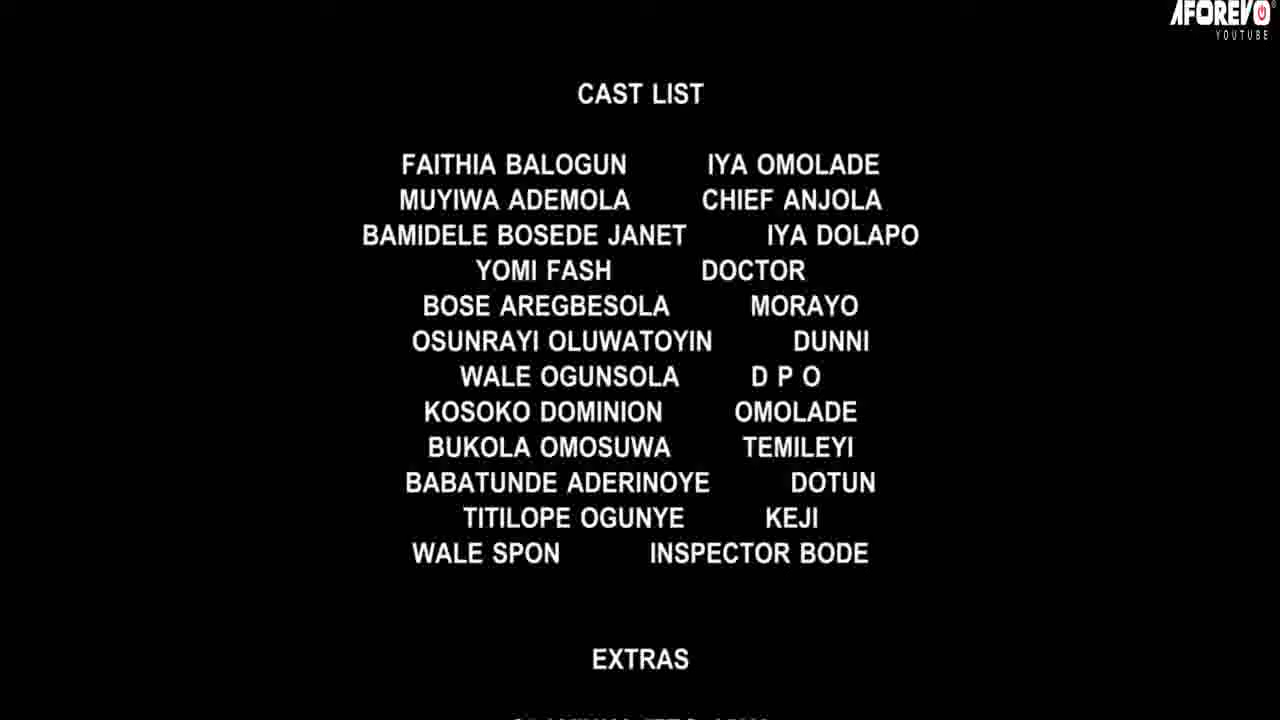 AFOREVO
YOUTUBE
CAST LIST
FAITHIA BALOGUN IYA OMOLADE
MUYIWA ADEMOLA CHIEF ANJOLA
BAMIDELE BOSEDE JANET IYA DOLAPO
YOMI FASH DOCTOR
BOSE AREGBESOLA MORAYO
OSUNRAYI OLUWATOYIN DUNNI
WALE OGUNSOLA D P O
KOSOKO DOMINION OMOLADE
BUKOLA OMOSUWA TEMILEYI
BABATUNDE ADERINOYE DOTUN
TITILOPE OGUNYE KEJI
WALE SPON INSPECTOR BODE
EXTRAS